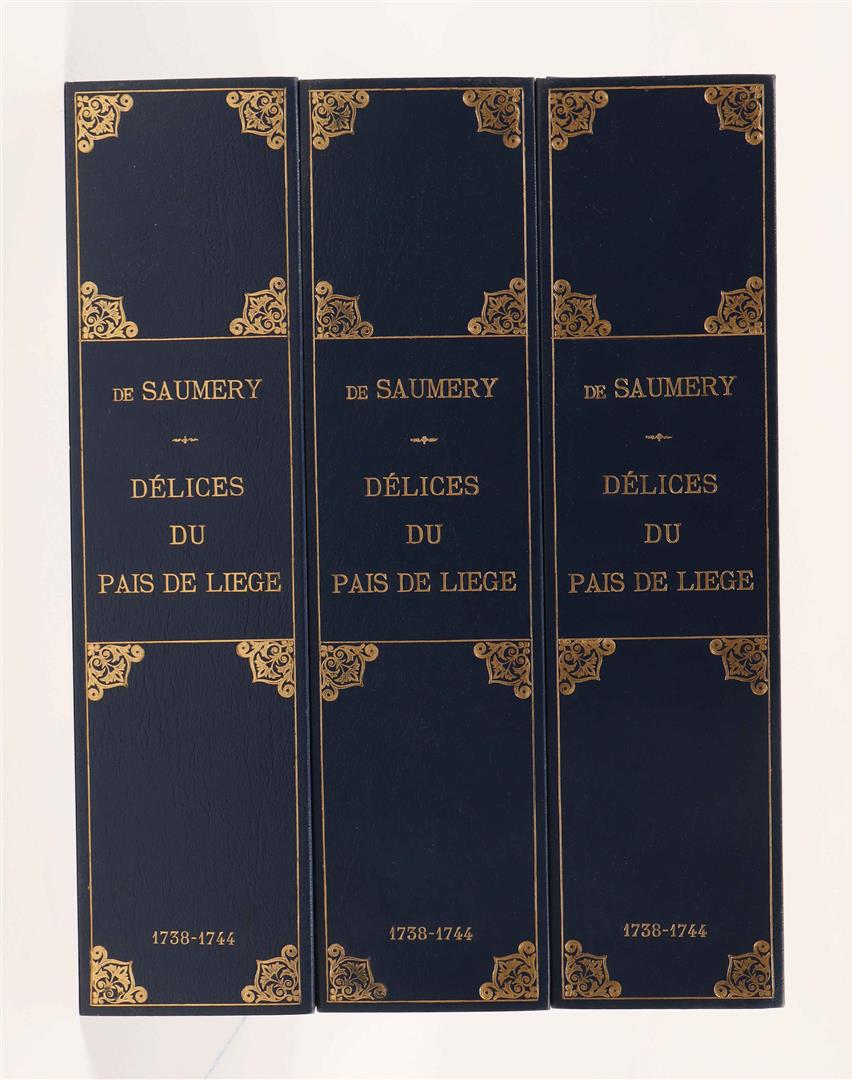 DE SAUMERY
DÉLICES
DU
PAIS DE LIEGE
1738-1744
DE SAUMERY
DÉLICES
DU
PAIS DE LIEGE
1738-1744
DE SAUMERY
DÉLICES
DU
PAIS DE LIEGE
1738-1744